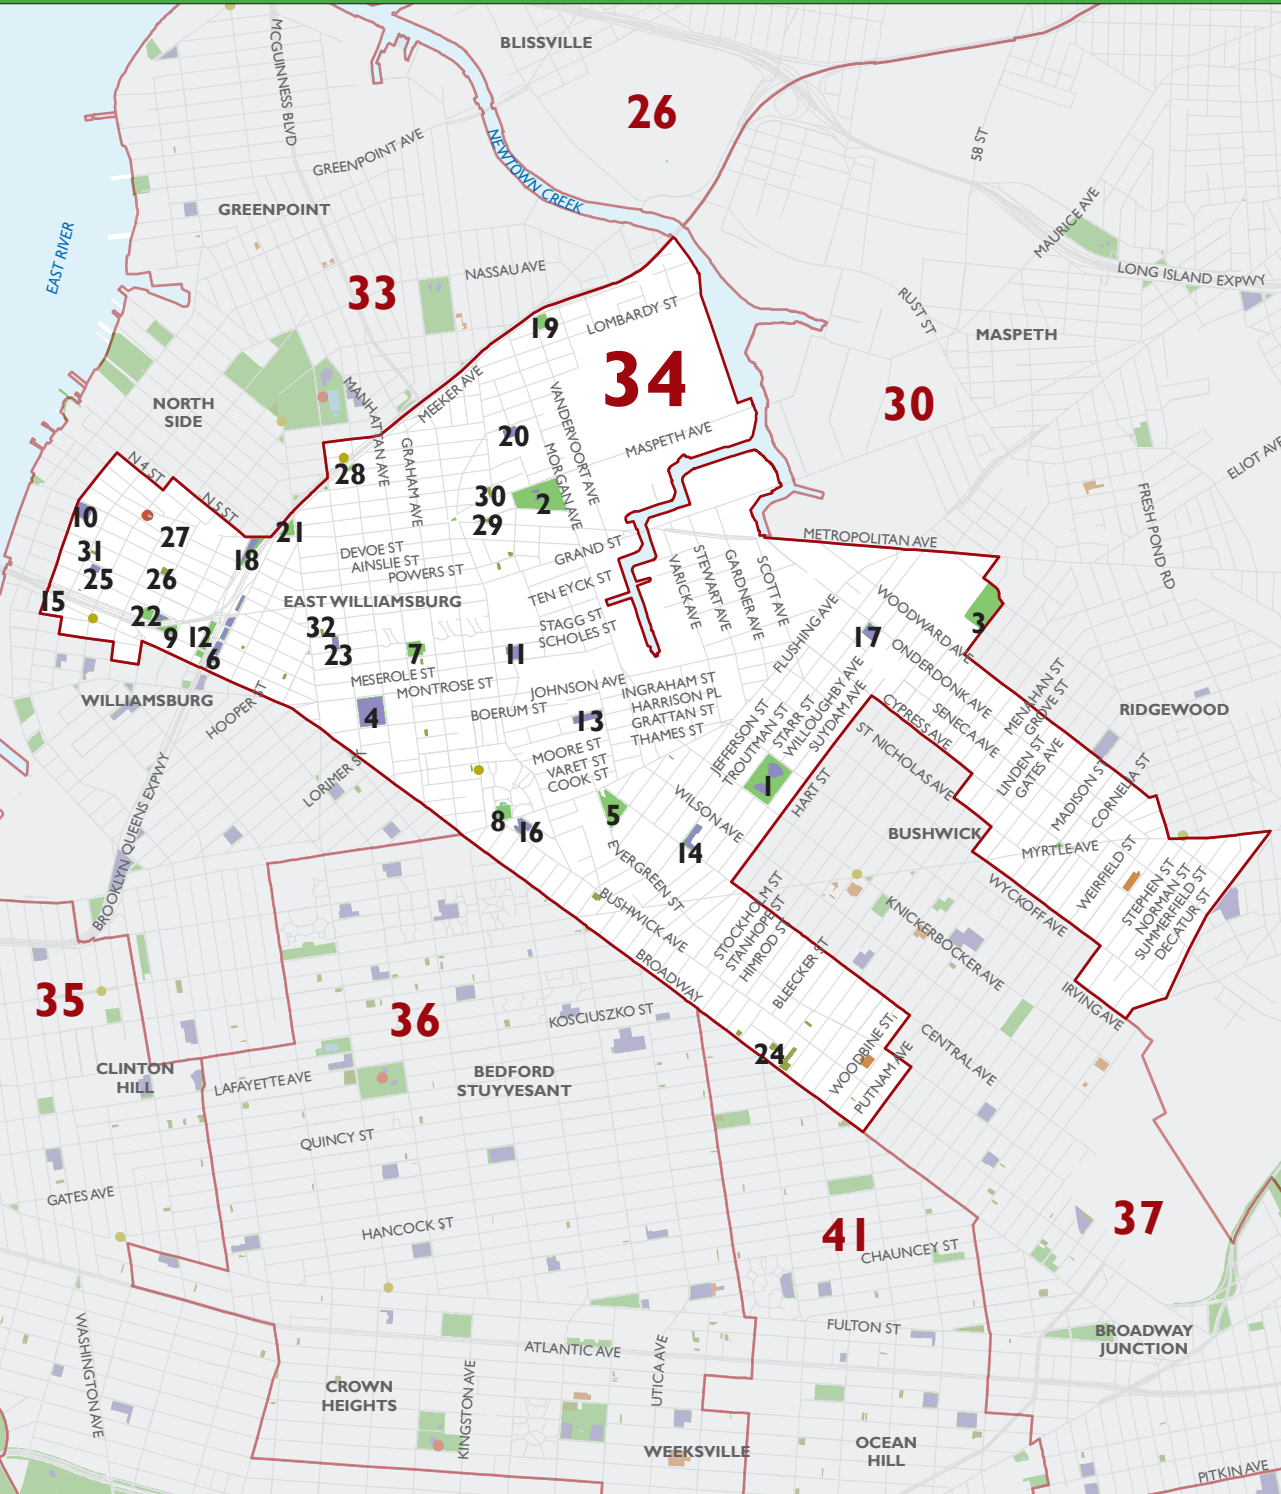 BLISSVILLE
MCGUINNESS BLVD
26
GREENPOINT AVE
NEWTOWN CREEK
58 ST
GREENPOINT
MAURICE AVE
EAST RIVER
NASSAU AVE
LONG ISLAND EXPWY
33
RUST ST
LOMBARDY ST
19
MASPETH
34
MEEKER AVE
MANHATTAN AVE
30
NORTH
SIDE
VANDERVOORT AVE
GRAHAM AVE
20
MORGAN AVE
MASPETH AVE
ELIOT AVE
N 4 ST
28
N 5 ST
30
2
FRESH POND RD
10
29
27
21
METROPOLITAN AVE
31
18
DEVOE ST
AINSLIE ST
POWERS ST
GRAND ST
25
26
TEN EYCK ST
VARICK AVE
STEWART AVE
GARDNER AVE
SCOTT AVE
15
EAST WILLIAMSBURG
WOODWARD AVE
22
9
12
6
32
23
7
11
STAGG ST
SCHOLES ST
FLUSHING AVE
17
3
ONDERDONK AVE
MESEROLE ST
MONTROSE ST
JOHNSON AVE
INGRAHAM ST
HARRISON PL
GRATTAN ST
THAMES ST
WILLIAMSBURG
HOOPER ST
4
BOERUM ST
13
JEFFERSON ST
TROUTMAN ST
STARR ST
WILLOUGHBY AVE
SUYDAM AVE
CYPRESS AVE
SENECA AVE
MENAHAN ST
GROVE ST
RIDGEWOOD
ST NICHOLAS AVE
LINDEN ST
GATES AVE
MOORE ST
VARET ST
COOK ST
LORIMER ST
1
HART ST
MADISON ST
CORNELIA ST
BROOKLYN QUEENS EXPWY
8
16
5
WILSON AVE
14
BUSHWICK
MYRTLE AVE
EVERGREEN ST
WEIRFIELD ST
BUSHWICK AVE
STOCKHOLM ST
STANHOPE ST
HIMROD ST
KNICKERBOCKER AVE
WYCKOFF AVE
STEPHEN ST
NORMAN ST
SUMMERFIELD ST
DECATUR ST
BROADWAY
BLEECKER ST
35
36
KOSCIUSZKO ST
IRVING AVE
24
WOODBINE ST
PUTNAM AVE
CENTRAL AVE
CLINTON
HILL
LAFAYETTE AVE
BEDFORD
STUYVESANT
QUINCY ST
GATES AVE
HANCOCK ST
41
CHAUNCEY ST
37
WASHINGTON AVE
ATLANTIC AVE
UTICA AVE
FULTON ST
BROADWAY
JUNCTION
CROWN
HEIGHTS
KINGSTON AVE
WEEKSVILLE
OCEAN
HILL
PITKIN AVE